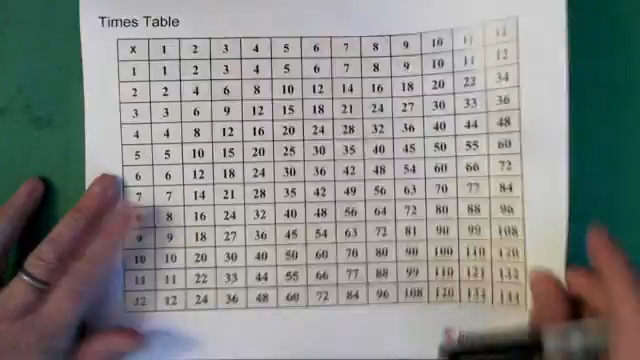 Times Table
X 1 2 3 4 5 6 7 8 9 10 11 12
1 1 2 3 4 5 6 7 8 9 10 11 12
2 2 4 6 8 10 12 14 16 18 20 22 24
3 3 6 9 12 15 18 21 24 27 30 33 36
4 4 8 12 16 20 24 28 32 36 40 44 48
5 5 10 15 20 25 30 35 40 45 50 55 60
6 6 12 18 24 30 36 42 48 54 60 66 72
7 7 14 21 28 35 42 49 56 63 70 77 84
8 8 16 24 32 40 48 56 64 72 80 88 96
9 9 18 27 36 45 54 63 72 81 90 99 108
10 10 20 30 40 50 60 70 80 90 100 110 120
11 11 22 33 44 55 66 77 88 99 110 121 132
12 12 24 36 48 60 72 84 96 108 120 132 144